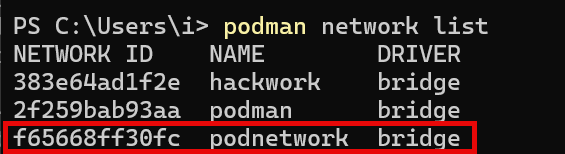 PS C:\Users\i> podman network list
NETWORK ID    NAME        DRIVER
383e64ad1f2e  hackwork    bridge
2f259bab93aa  podman      bridge
f65668ff30fc  podnetwork  bridge